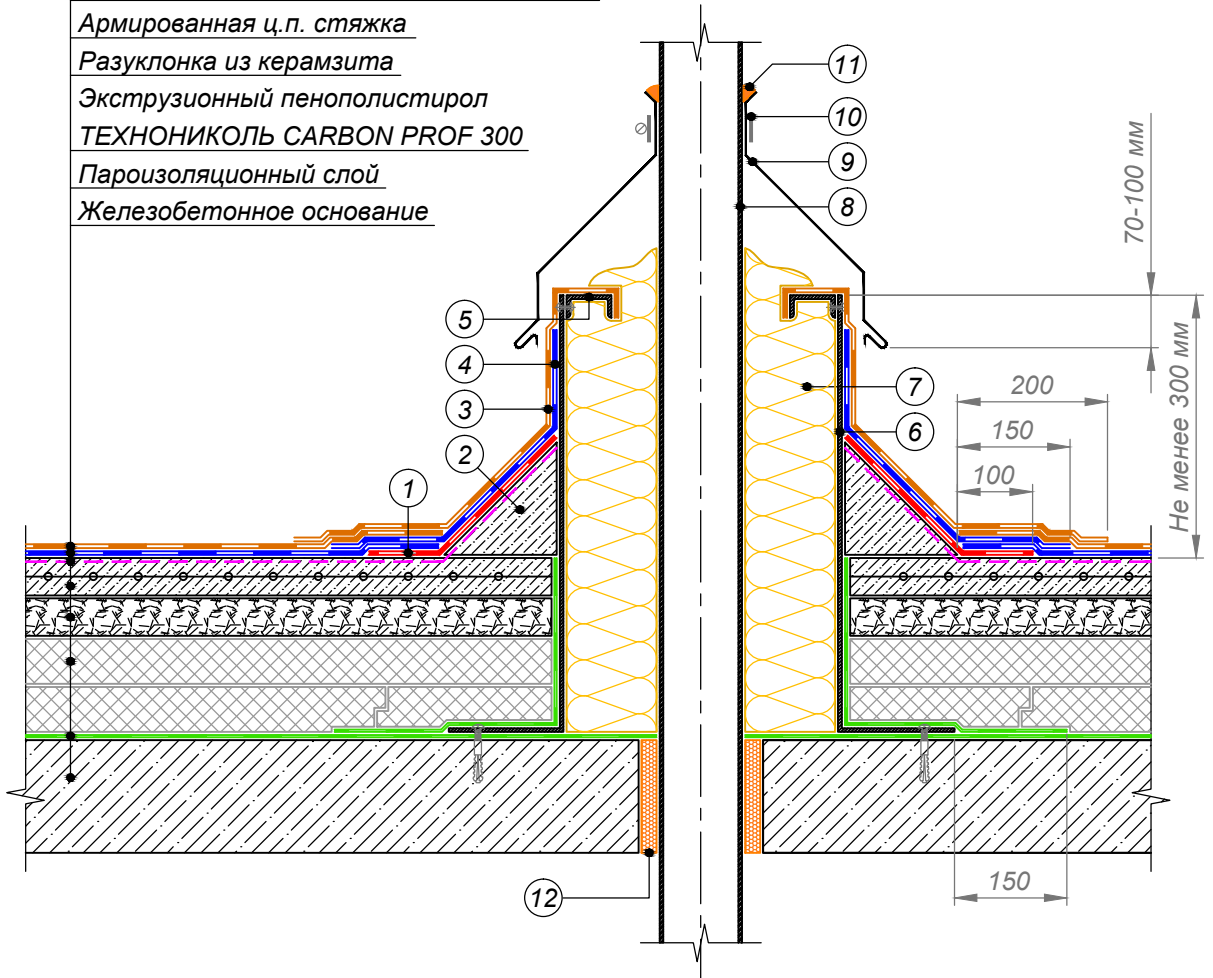 Армированная ц.п. стяжка
Разуклонка из керамзита
Экструзионный пенополистирол
ТЕХНОНИКОЛЬ CARBON PROF 300
Пароизоляционный слой
Железобетонное основание
11
10
9
8
70-100 мм
5
4
3
2
1
7
6
200
150
100
Не менее 300 мм
12
150